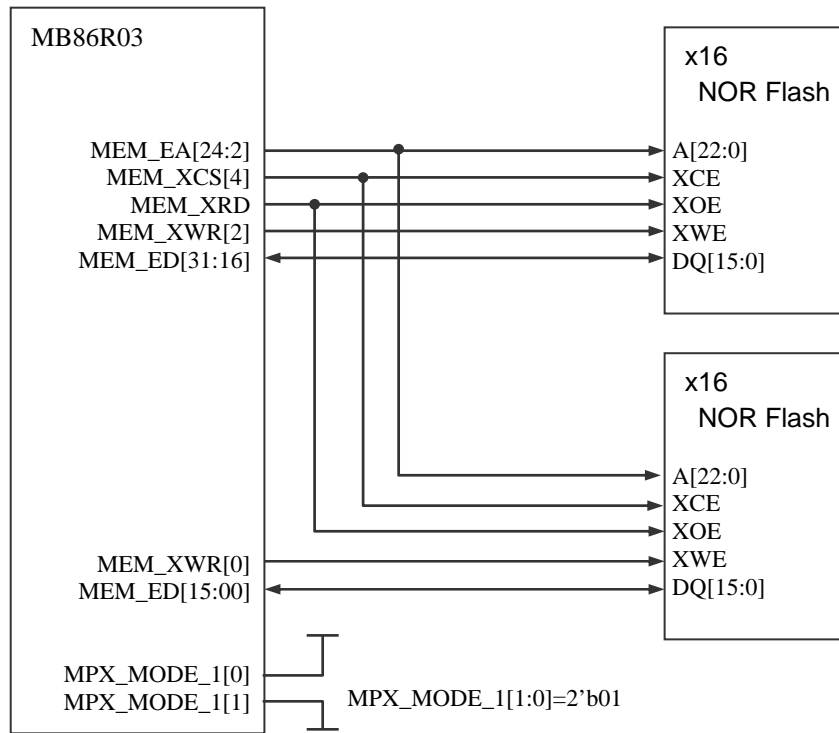 MB86R03
MEM_EA[24:2]
MEM_XCS[4]
MEM_XRD
MEM_XWR[2]
MEM_ED[31:16]
x16
NOR Flash
A[22:0]
XCE
XOE
XWE
DQ[15:0]
x16
NOR Flash
A[22:0]
XCE
XOE
XWE
DQ[15:0]
MEM_XWR[0]
MEM_ED[15:00]
MPX_MODE_1[0]
MPX_MODE_1[1]
MPX_MODE_1[1:0]=2’b01